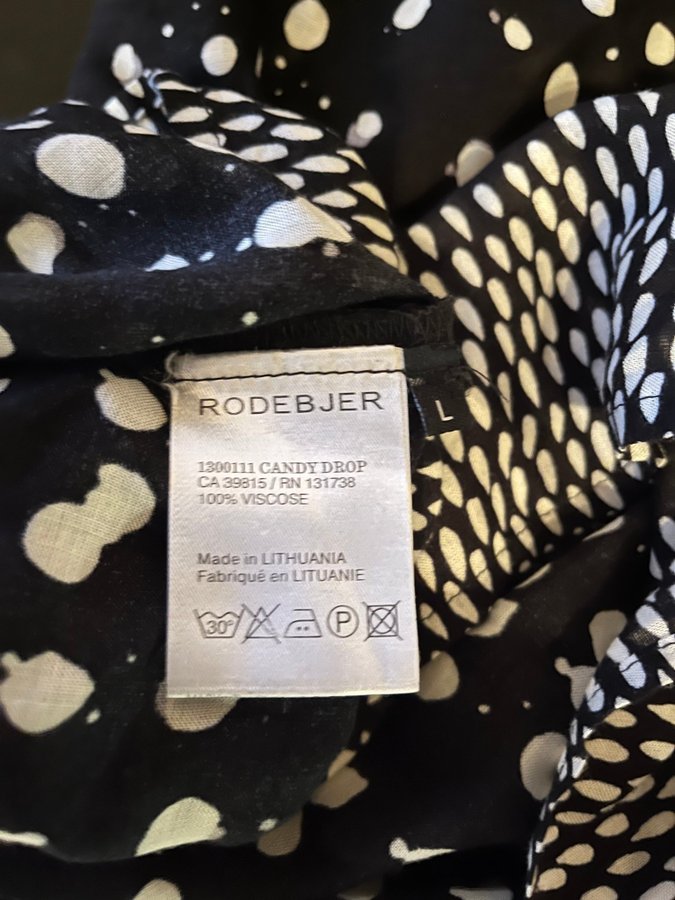 RODEBJER
L
1300111 CANDY DROP
CA 39815 / RN 131738
100% VISCOSE
Made in LITHUANIA
Fabriqué en LITUANIE
30° P